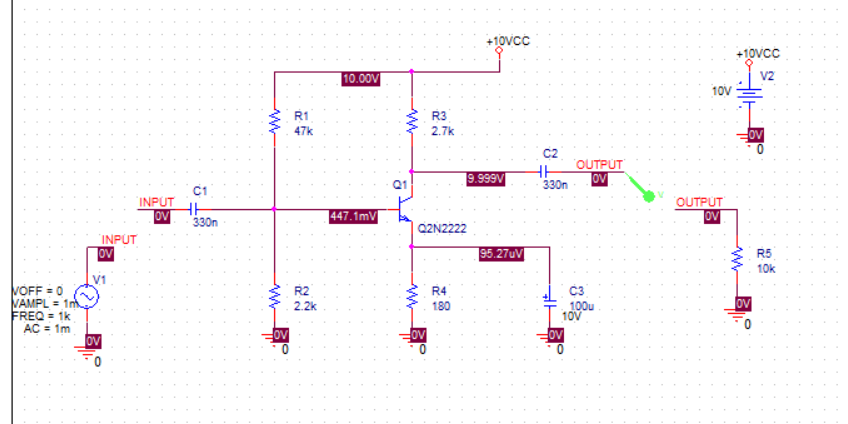 +10VCC
10.00V
R1
47k
R3
2.7k
+10VCC
V2
10V
0V
0
C2
330n
OUTPUT
0V
9.999V
Q1
Q2N2222
INPUT
0V
C1
330n
447.1mV
OUTPUT
0V
INPUT
0V
V1
VOFF = 0
VAMPL = 1m
FREQ = 1k
AC = 1m
0V
0
R2
2.2k
0V
0
95.27uV
R4
180
0V
0
C3
100u
10V
0V
0
R5
10k
0V
0
V